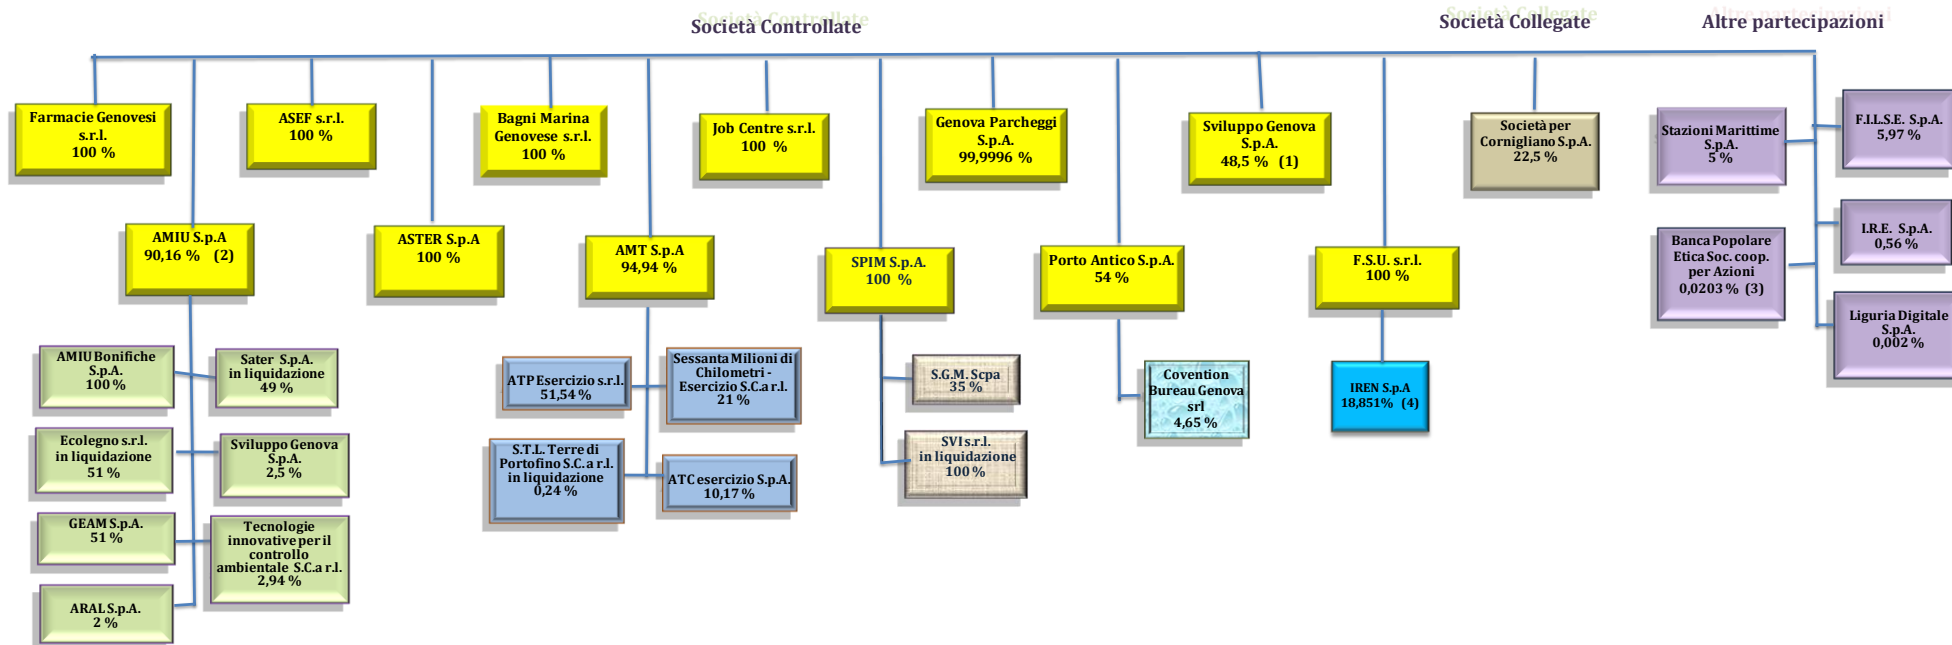 Società Controllate
Società Collegate
Altre partecipazioni
Farmacie Genovesi
s.r.l.
100 %
ASEF s.r.l.
100 %
Bagni Marina
Genovese s.r.l.
100 %
Job Centre s.r.l.
100 %
Genova Parcheggi
S.p.A.
99,9996 %
Sviluppo Genova
S.p.A.
48,5 % (1)
Società per
Cornigliano S.p.A.
22,5 %
Stazioni Marittime
S.p.A.
5 %
F.I.L.S.E. S.p.A.
5,97 %
AMIU S.p.A
90,16 % (2)
ASTER S.p.A
100 %
AMT S.p.A
94,94 %
SPIM S.p.A.
100 %
Porto Antico S.p.A.
54 %
F.S.U. s.r.l.
100 %
Banca Popolare
Etica Soc. coop.
per Azioni
0,0203 % (3)
I.R.E. S.p.A.
0,56 %
Liguria Digitale
S.p.A.
0,002 %
AMIU Bonifiche
S.p.A.
100 %
Sater S.p.A.
in liquidazione
49 %
Ecolegno s.r.l.
in liquidazione
51 %
Sviluppo Genova
S.p.A.
2,5 %
GEAM S.p.A.
51 %
Tecnologie
innovative per il
controllo
ambientale S.C.a r.l.
2,94 %
ARAL S.p.A.
2 %
ATP Esercizio s.r.l.
51,54 %
Sessanta Milioni di
Chilometri -
Esercizio S.C.a r.l.
21 %
S.T.L. Terre di
Portofino S.C. a r.l.
in liquidazione
0,24 %
ATC esercizio S.p.A.
10,17 %
S.G.M. Scpa
35 %
SVI s.r.l.
in liquidazione
100 %
Covention
Bureau Genova
srl
4,65 %
IREN S.p.A
18,851% (4)